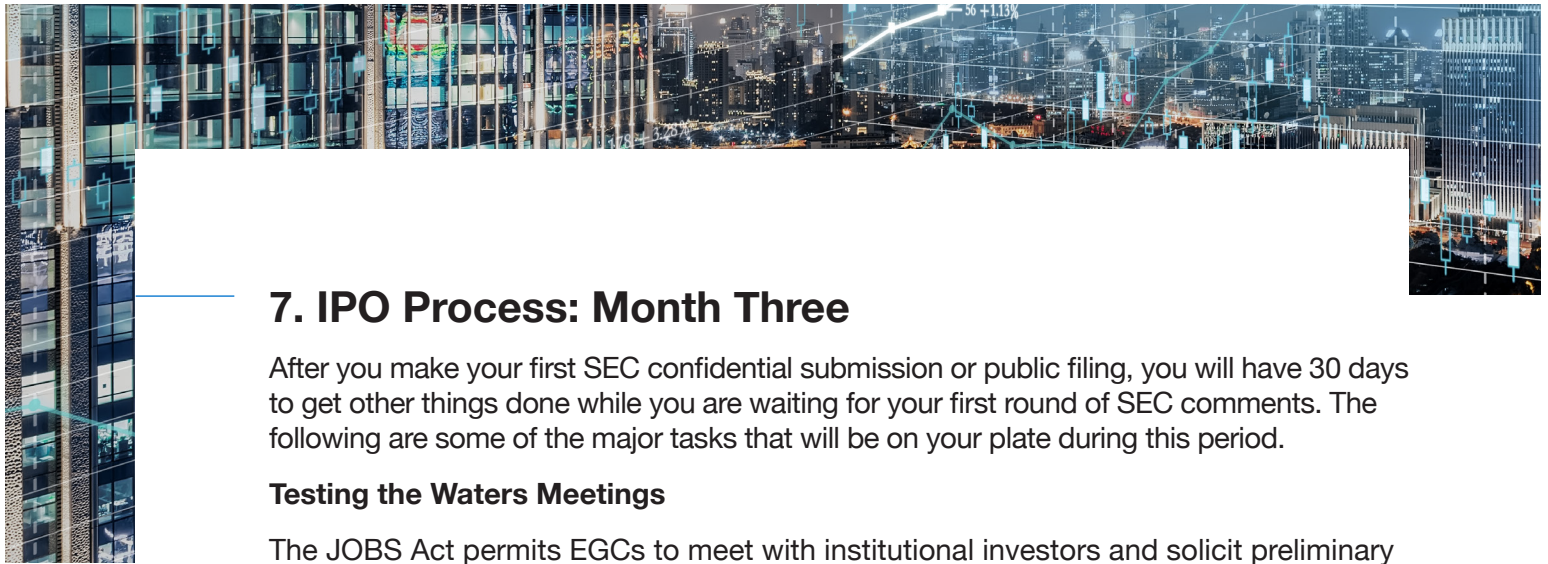 56 +1.13%
7. IPO Process: Month Three
After you make your first SEC confidential submission or public filing, you will have 30 days
to get other things done while you are waiting for your first round of SEC comments. The
following are some of the major tasks that will be on your plate during this period.
Testing the Waters Meetings
The JOBS Act permits EGCs to meet with institutional investors and solicit preliminary